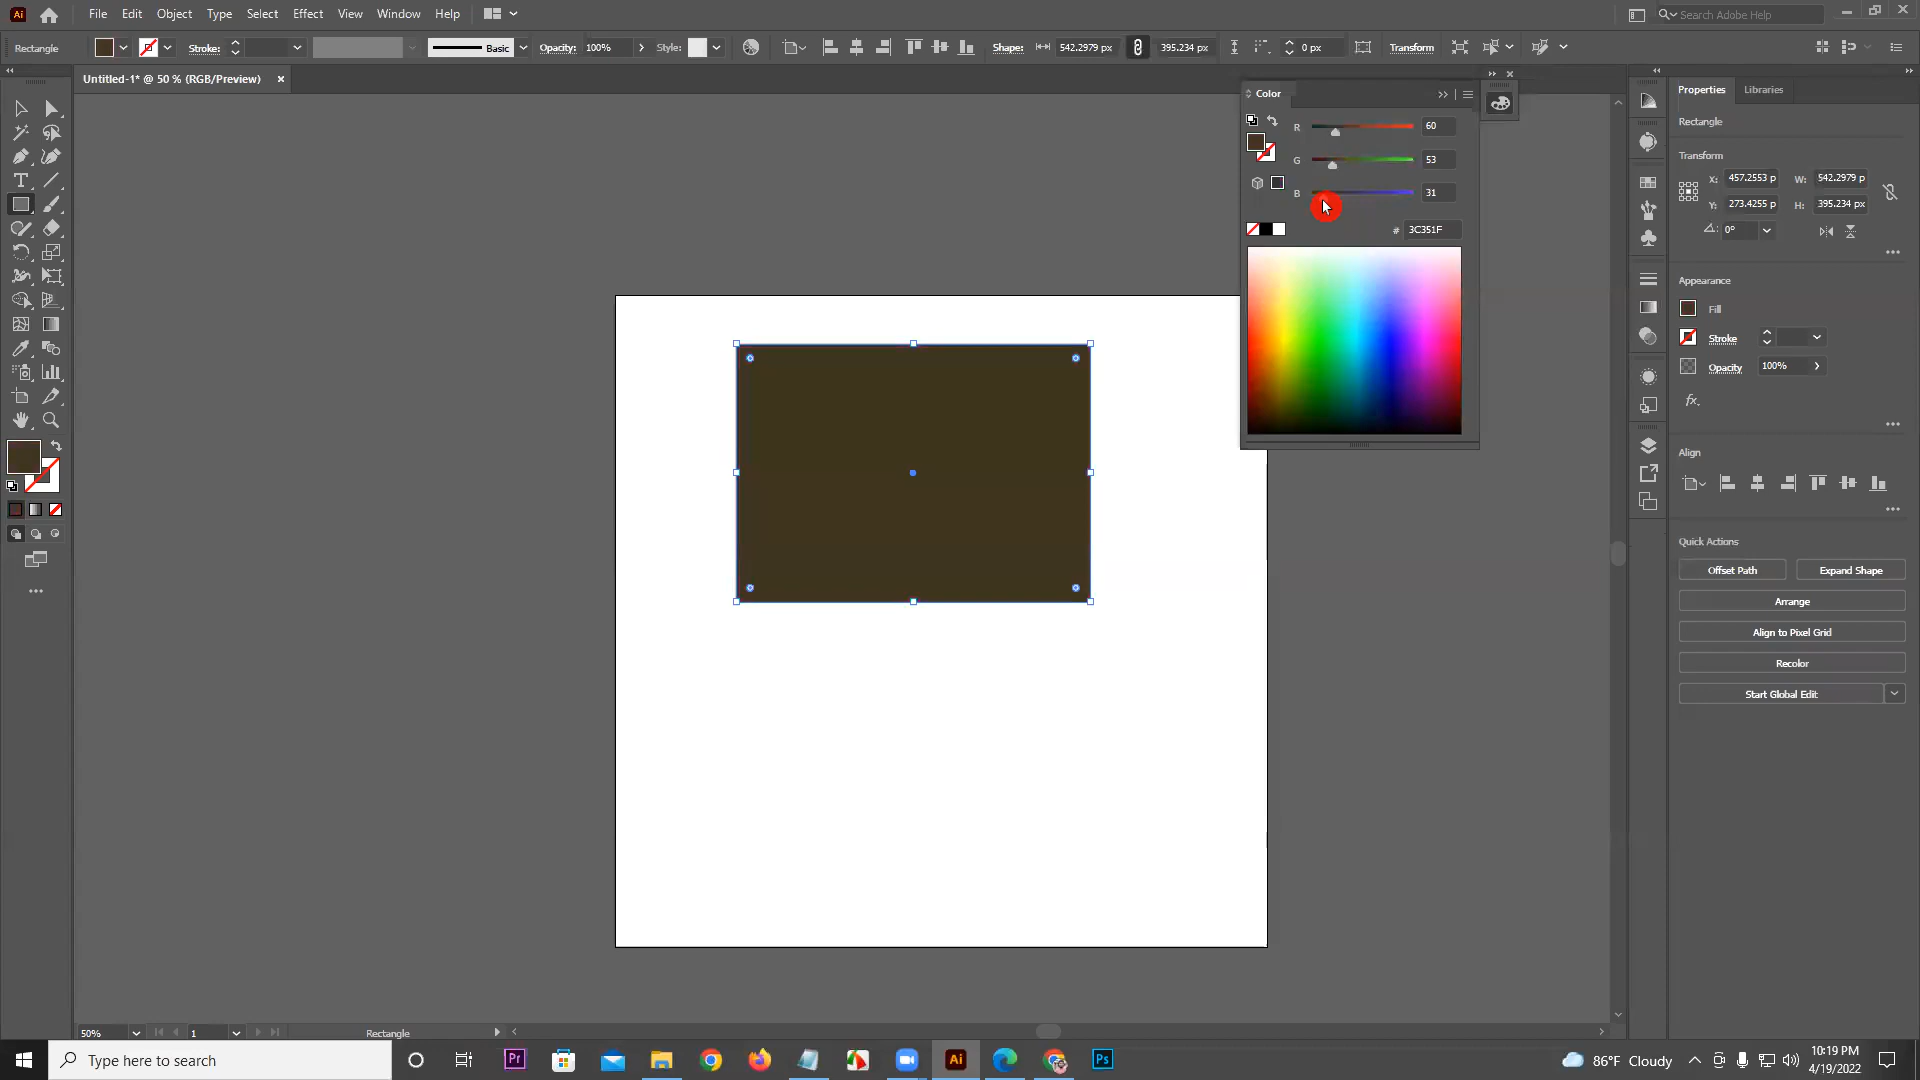 Ai File Edit Object Type Select Effect View Window Help Search Adobe Help
Rectangle Stroke: Basic Opacity: 100% Style: Shape: 542.2979 px 395.234 px 0 px Transform
Untitled-1* @ 50 % (RGB/Preview) ×
Color
R 60
G 53
B 31
# 3C351F
Properties Libraries
Rectangle
Transform
X: 457.2553 p W: 542.2979 p
Y: 273.4255 p H: 395.234 px
0°
Appearance
Fill
Stroke
Opacity 100%
fx.
Align
Quick Actions
Offset Path Expand Shape
Arrange
Align to Pixel Grid
Recolor
Start Global Edit
50% 1 Rectangle
Type here to search Pr Ai Ps 86°F Cloudy 10:19 PM
4/19/2022